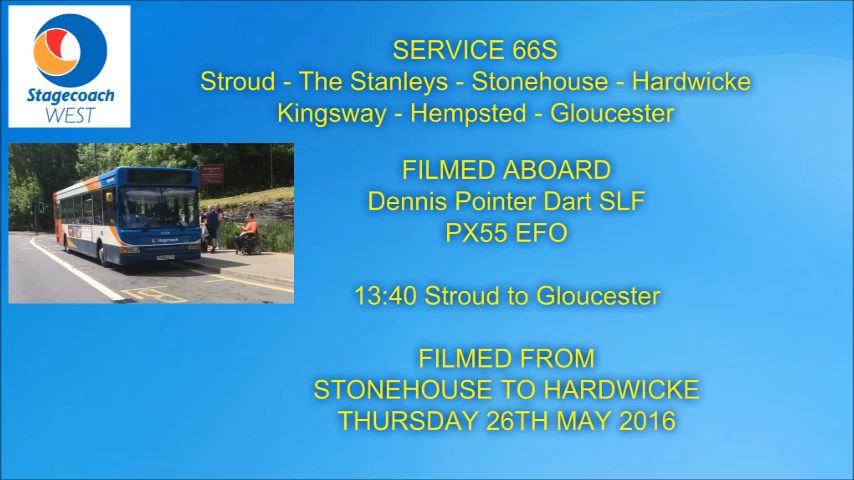 Stagecoach
WEST
SERVICE 66S
Stroud - The Stanleys - Stonehouse - Hardwicke
Kingsway - Hempsted - Gloucester
FILMED ABOARD
Dennis Pointer Dart SLF
PX55 EFO
Stagecoach
13:40 Stroud to Gloucester
FILMED FROM
STONEHOUSE TO HARDWICKE
THURSDAY 26TH MAY 2016